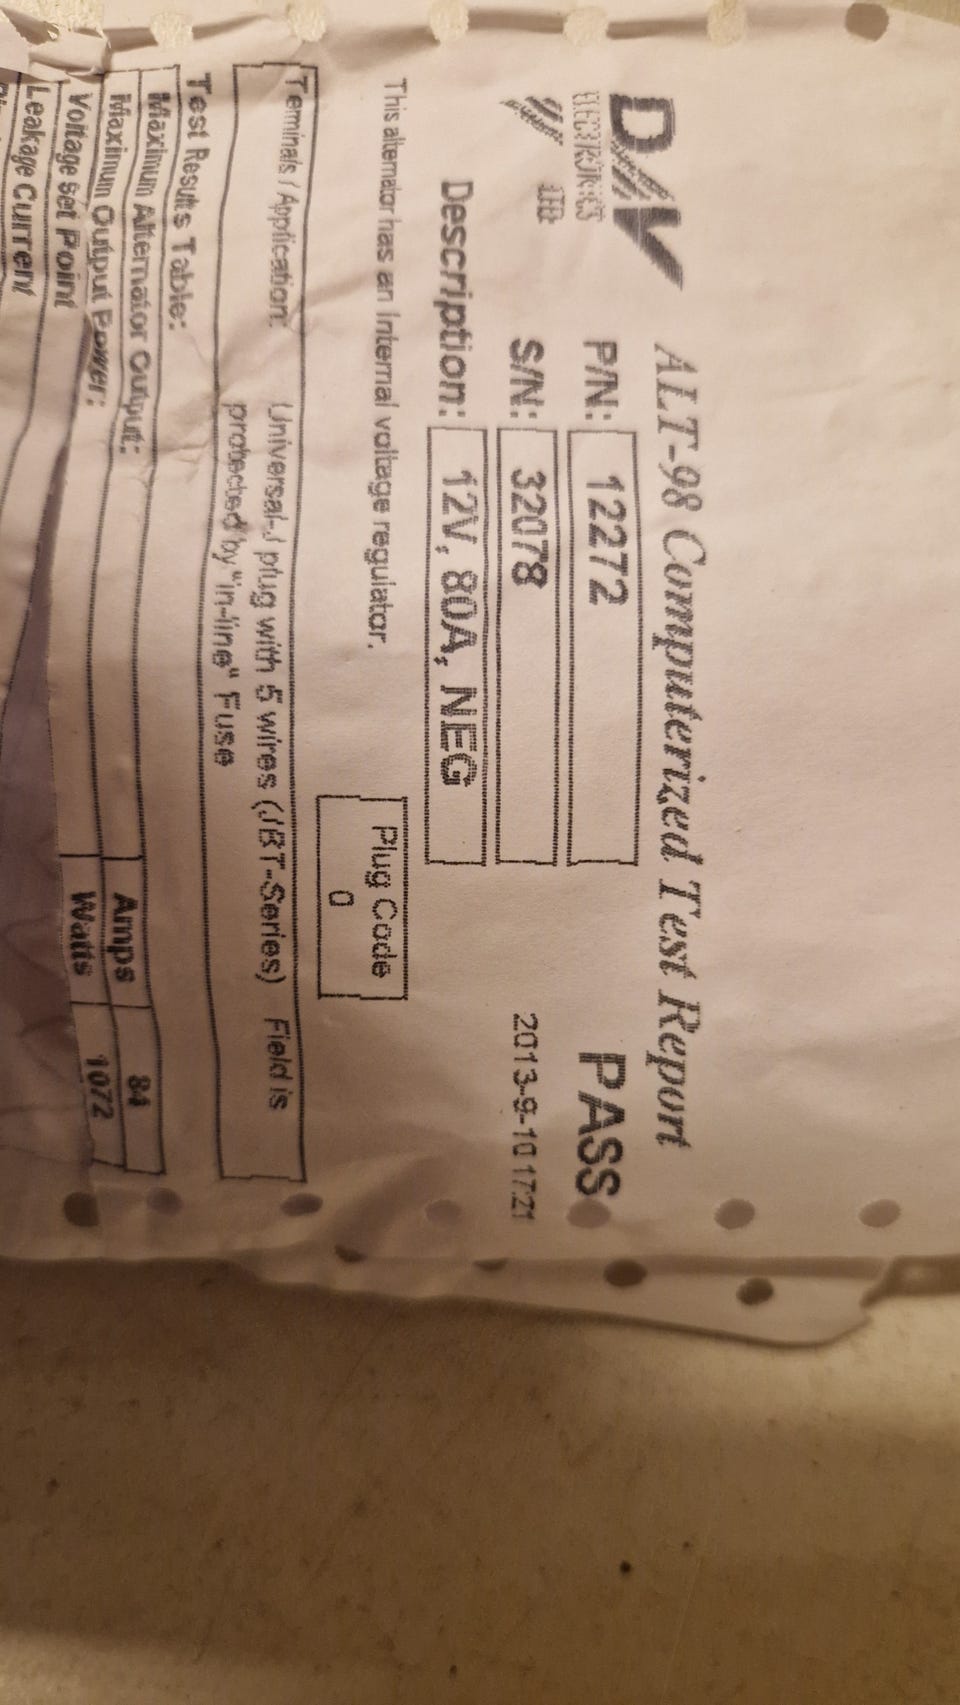 D/V
ELECTRONICS
LTD
ALT-98 Computerized Test Report
P/N: 12272
PASS
S/N: 32078
2013-9-10 17:21
Description: 12V, 80A, NEG
This alternator has an internal voltage regulator.
Plug Code
0
Terminals / Application: Universal-J plug with 5 wires (JBT-Series) Field is
protected by "in-line" Fuse
Test Results Table:
Maximum Alternator Output: Amps 84
Maximum Output Power: Watts 1072
Voltage Set Point
Leakage Current